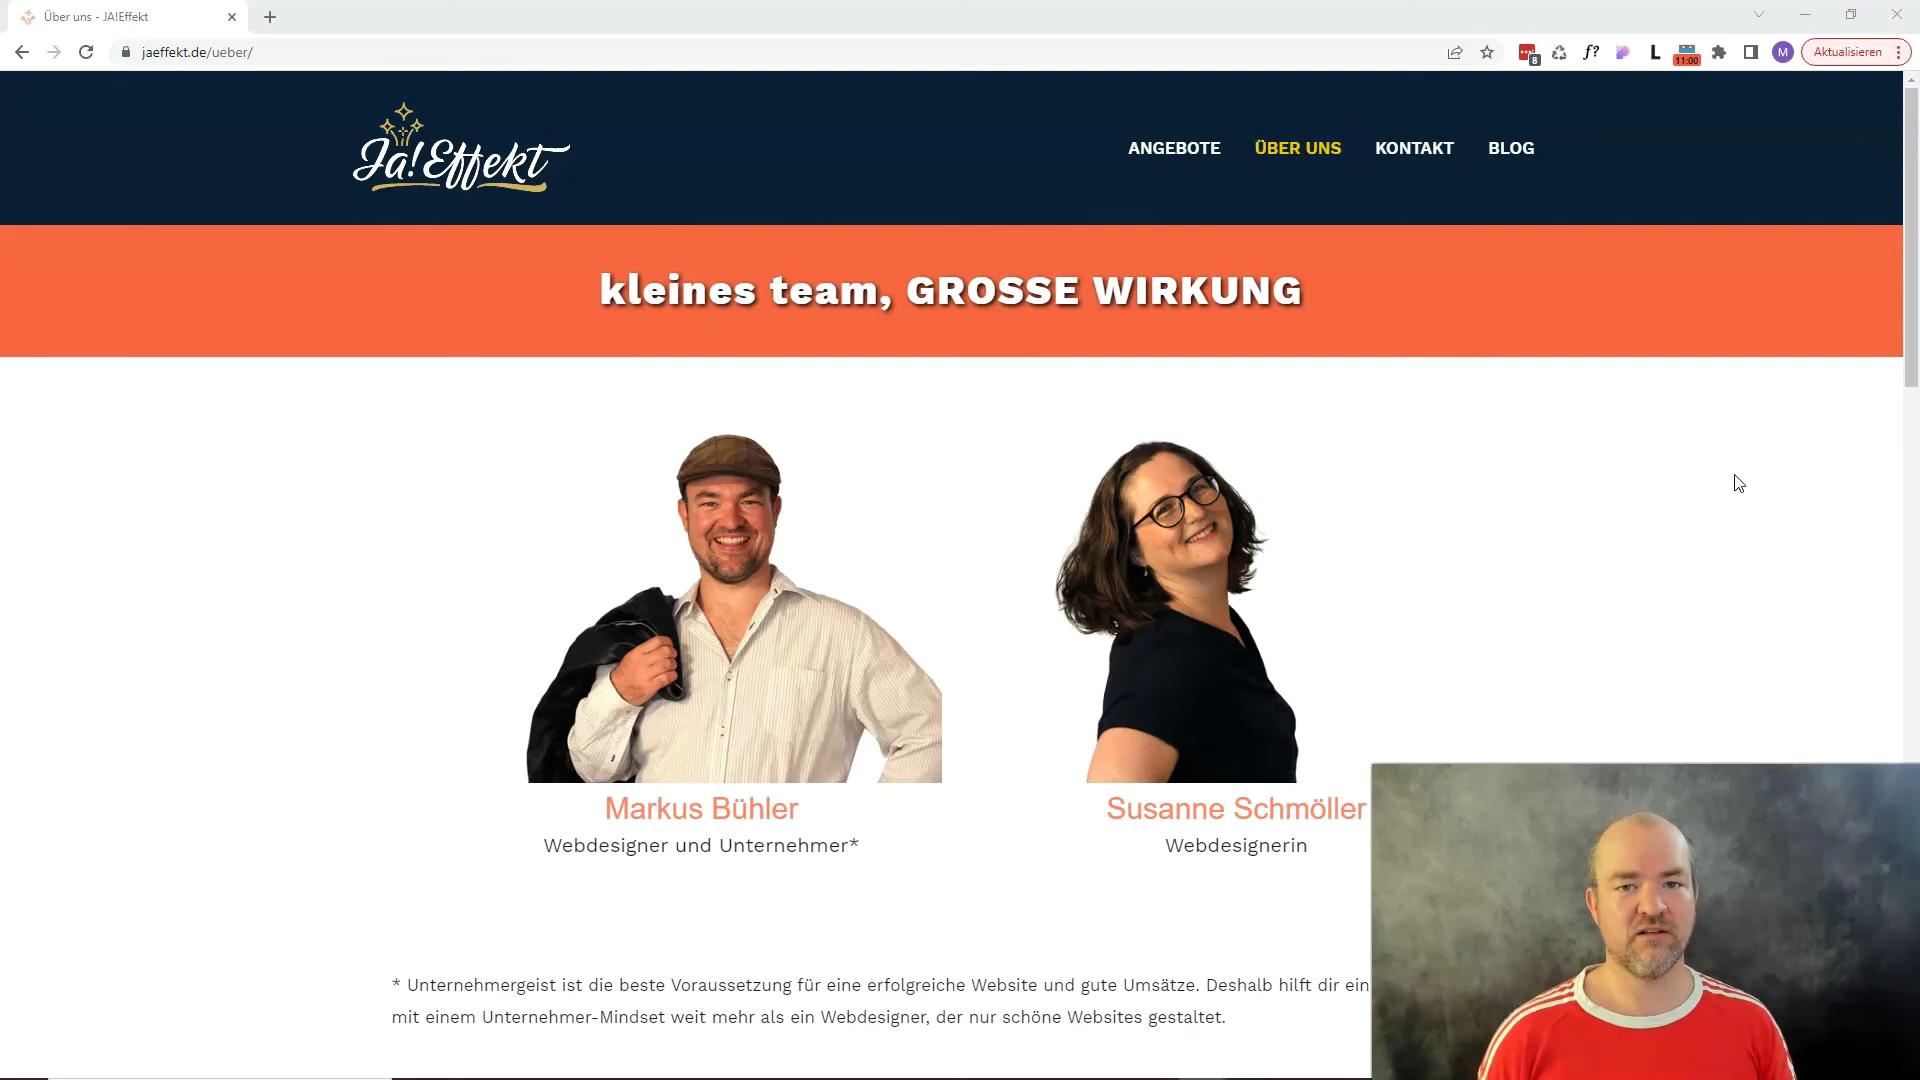 Über uns - JA!Effekt
jaeffekt.de/ueber/
8
f?
L
11:00
M
Aktualisieren
Ja! Effekt
ANGEBOTE
ÜBER UNS
KONTAKT
BLOG
kleines team, GROSSE WIRKUNG
Markus Bühler
Webdesigner und Unternehmer*
Susanne Schmöller
Webdesignerin
* Unternehmergeist ist die beste Voraussetzung für eine erfolgreiche Website und gute Umsätze. Deshalb hilft dir ein
mit einem Unternehmer-Mindset weit mehr als ein Webdesigner, der nur schöne Websites gestaltet.